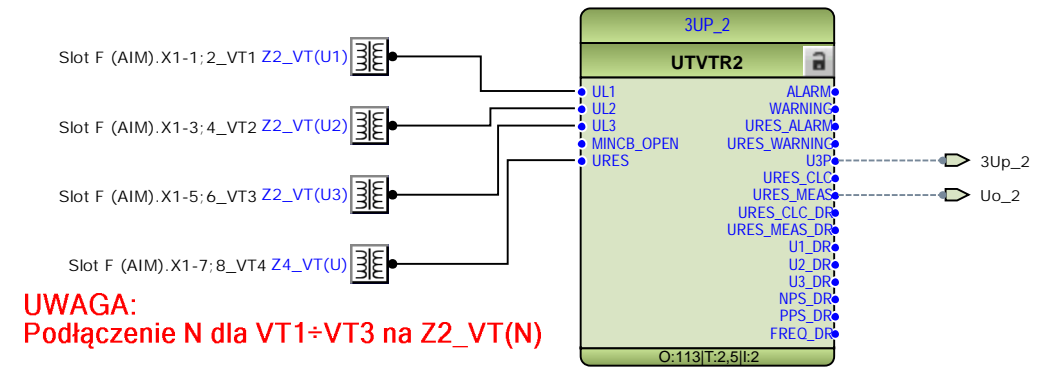 3UP_2
UTVTR2
Slot F (AIM).X1-1;2_VT1 Z2_VT(U1)
Slot F (AIM).X1-3;4_VT2 Z2_VT(U2)
Slot F (AIM).X1-5;6_VT3 Z2_VT(U3)
Slot F (AIM).X1-7;8_VT4 Z4_VT(U)
UL1
UL2
UL3
MINCB_OPEN
URES
ALARM
WARNING
URES_ALARM
URES_WARNING
U3P
URES_CLC
URES_MEAS
URES_CLC_DR
URES_MEAS_DR
U1_DR
U2_DR
U3_DR
NPS_DR
PPS_DR
FREQ_DR
3Up_2
Uo_2
O:113|T:2,5|I:2
UWAGA:
Podłączenie N dla VT1÷VT3 na Z2_VT(N)